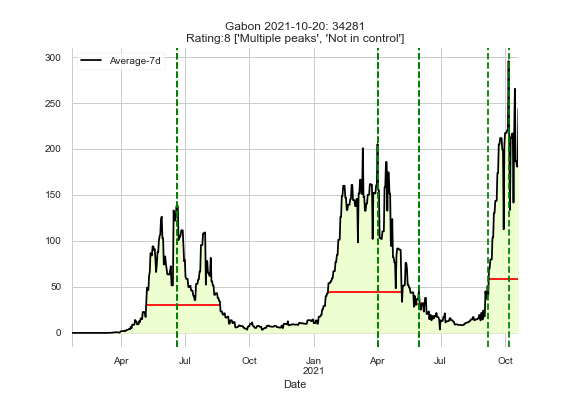 Gabon 2021-10-20: 34281
Rating:8 ['Multiple peaks', 'Not in control']
Average-7d
300
250
200
150
100
50
0
Apr Jul Oct Jan Apr Jul Oct
2021
Date